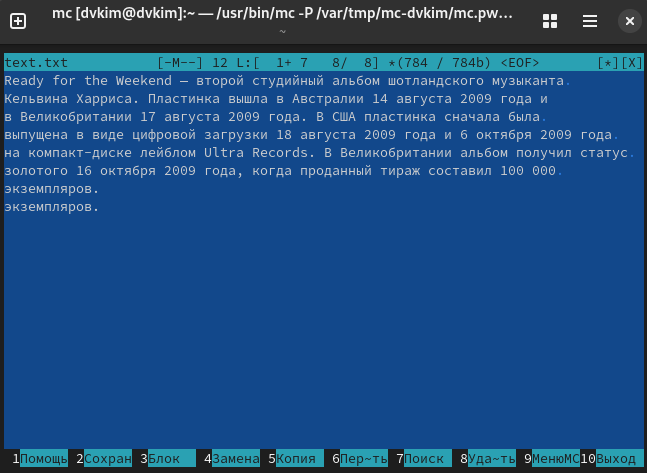 mc [dvkim@dvkim]:~ — /usr/bin/mc -P /var/tmp/mc-dvkim/mc.pw…
~
text.txt [-M--] 12 L:[ 1+ 7 8/ 8] *(784 / 784b) <EOF> [*][X]
Ready for the Weekend — второй студийный альбом шотландского музыканта.
Кельвина Харриса. Пластинка вышла в Австралии 14 августа 2009 года и
в Великобритании 17 августа 2009 года. В США пластинка сначала была.
выпущена в виде цифровой загрузки 18 августа 2009 года и 6 октября 2009 года.
на компакт-диске лейблом Ultra Records. В Великобритании альбом получил статус.
золотого 16 октября 2009 года, когда проданный тираж составил 100 000.
экземпляров.
экземпляров.
1Помощь 2Сохран 3Блок 4Замена 5Копия 6Пер~ть 7Поиск 8Уда~ть 9МенюMC 10Выход